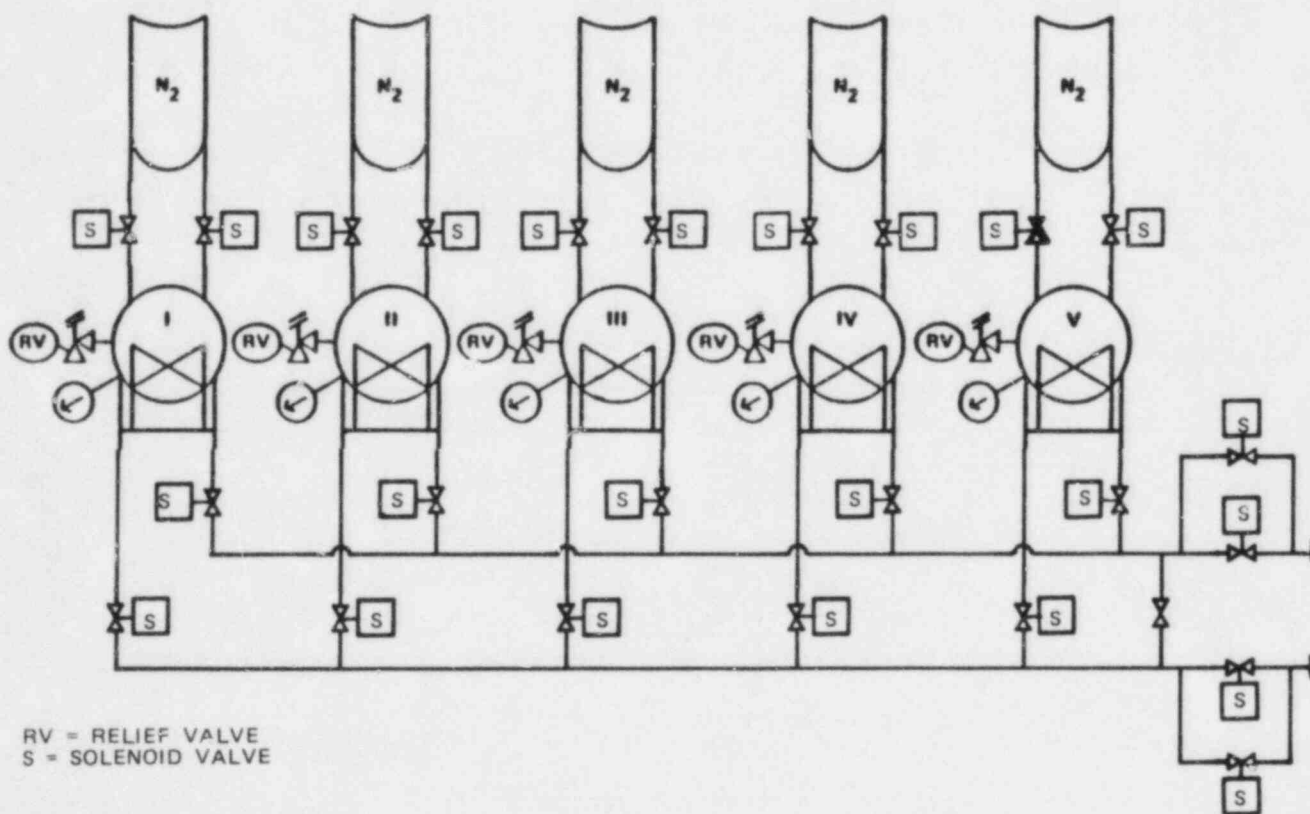 N2 N2 N2 N2 N2
S S S S S S S S S S
I II III IV V
RV RV RV RV RV
S
S S S S S S
S S S S S
S
S
RV = RELIEF VALVE
S = SOLENOID VALVE